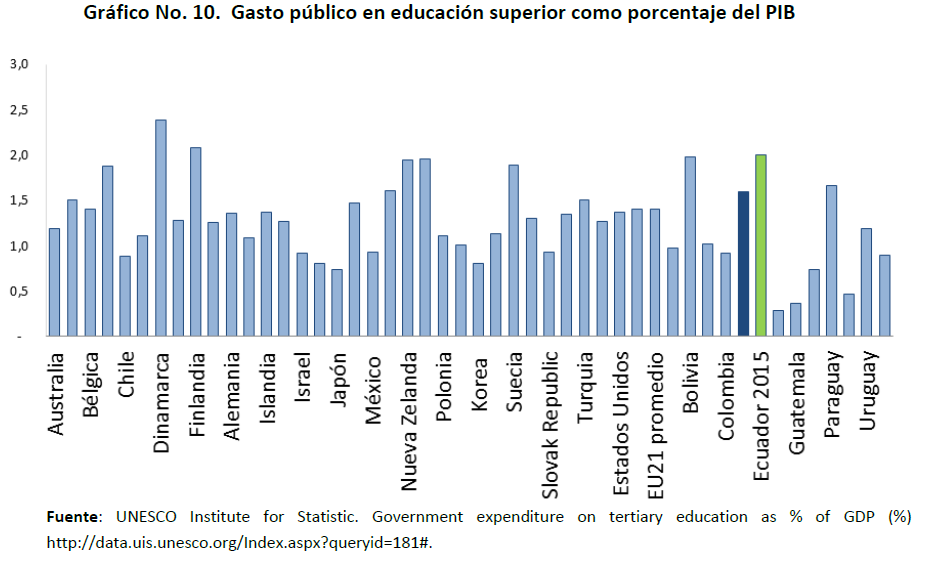 Gráfico No. 10. Gasto público en educación superior como porcentaje del PIB
3,0
2,5
2,0
1,5
1,0
0,5
-
Australia
Bélgica
Chile
Dinamarca
Finlandia
Alemania
Islandia
Israel
Japón
México
Nueva Zelanda
Polonia
Korea
Suecia
Slovak Republic
Turquia
Estados Unidos
EU21 promedio
Bolivia
Colombia
Ecuador 2015
Guatemala
Paraguay
Uruguay
Fuente: UNESCO Institute for Statistic. Government expenditure on tertiary education as % of GDP (%)
http://data.uis.unesco.org/Index.aspx?queryid=181#.